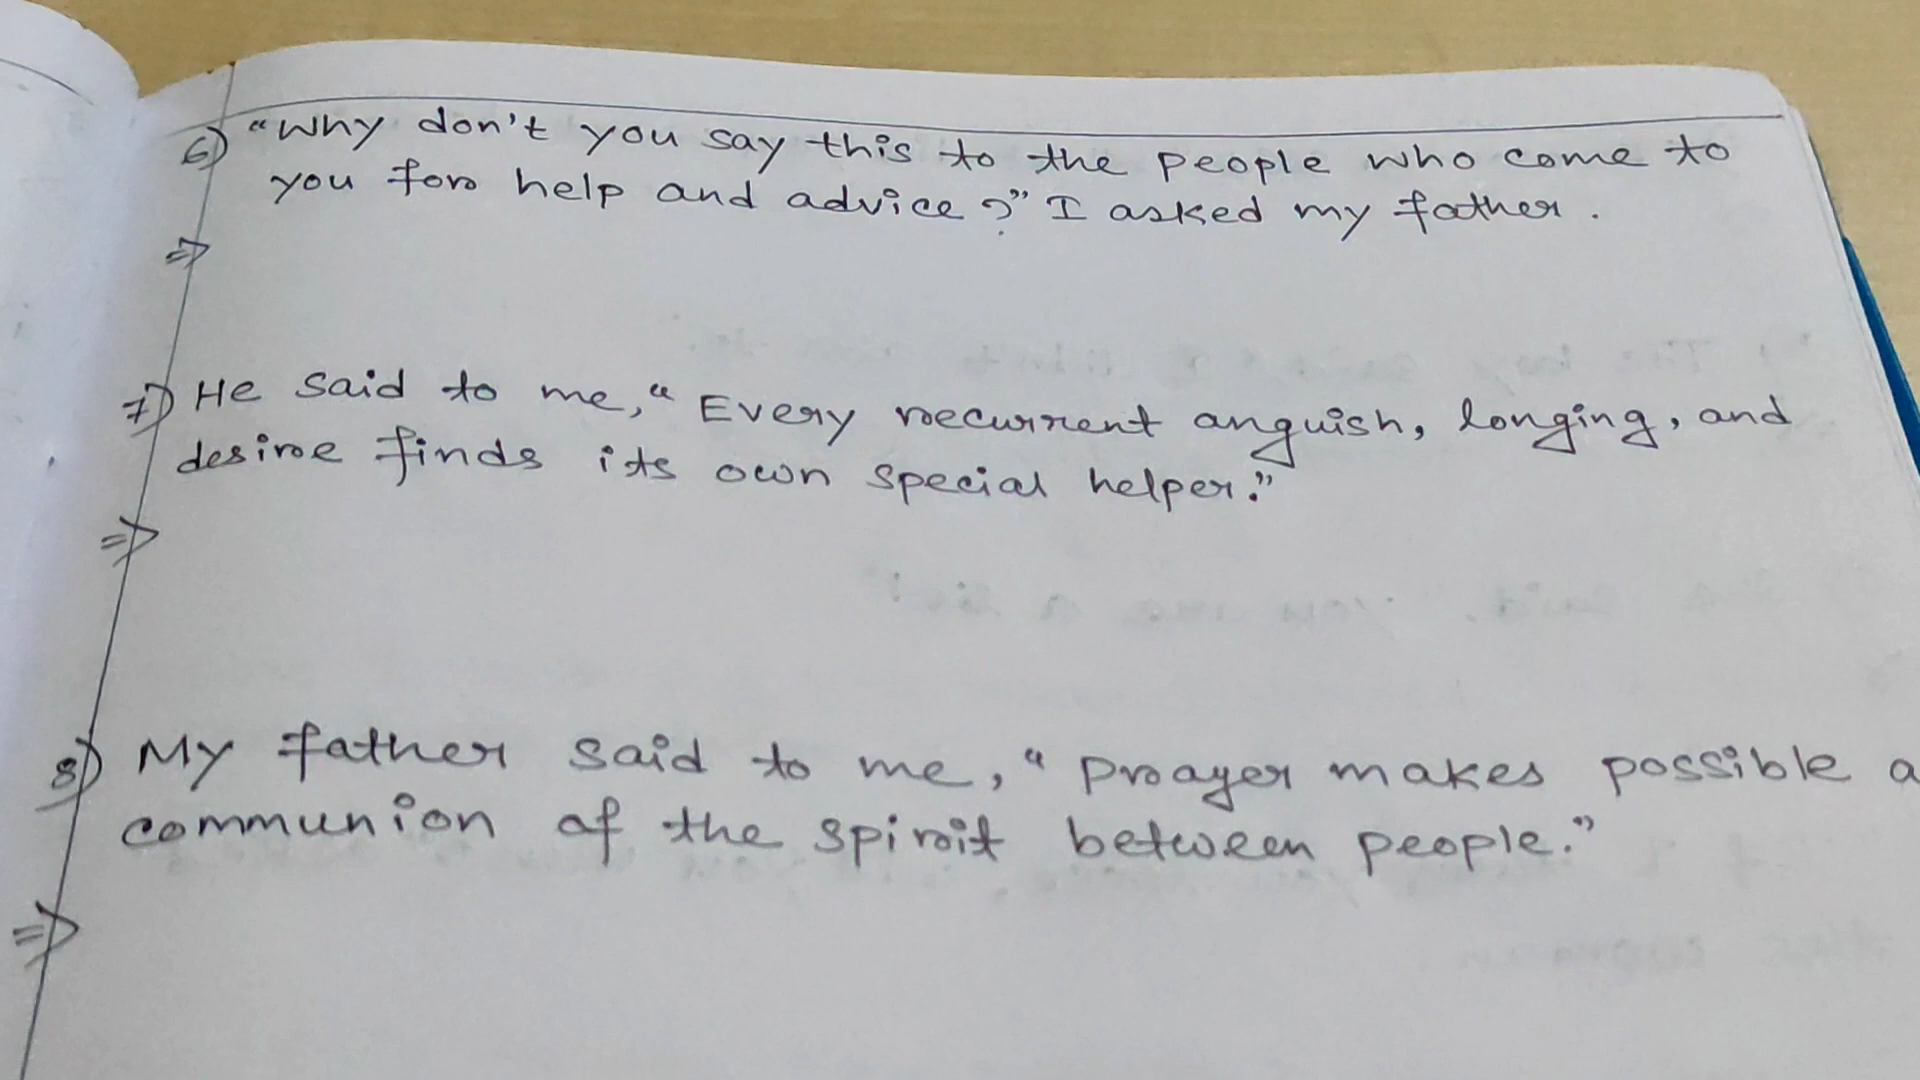 6) "Why don't you say this to the people who come to
you for help and advice?" I asked my father.
⇒
7) He said to me, "Every recurrent anguish, longing, and
desire finds its own special helper."
⇒
8) My father said to me, "Prayer makes possible a
communion of the spirit between people."
⇒